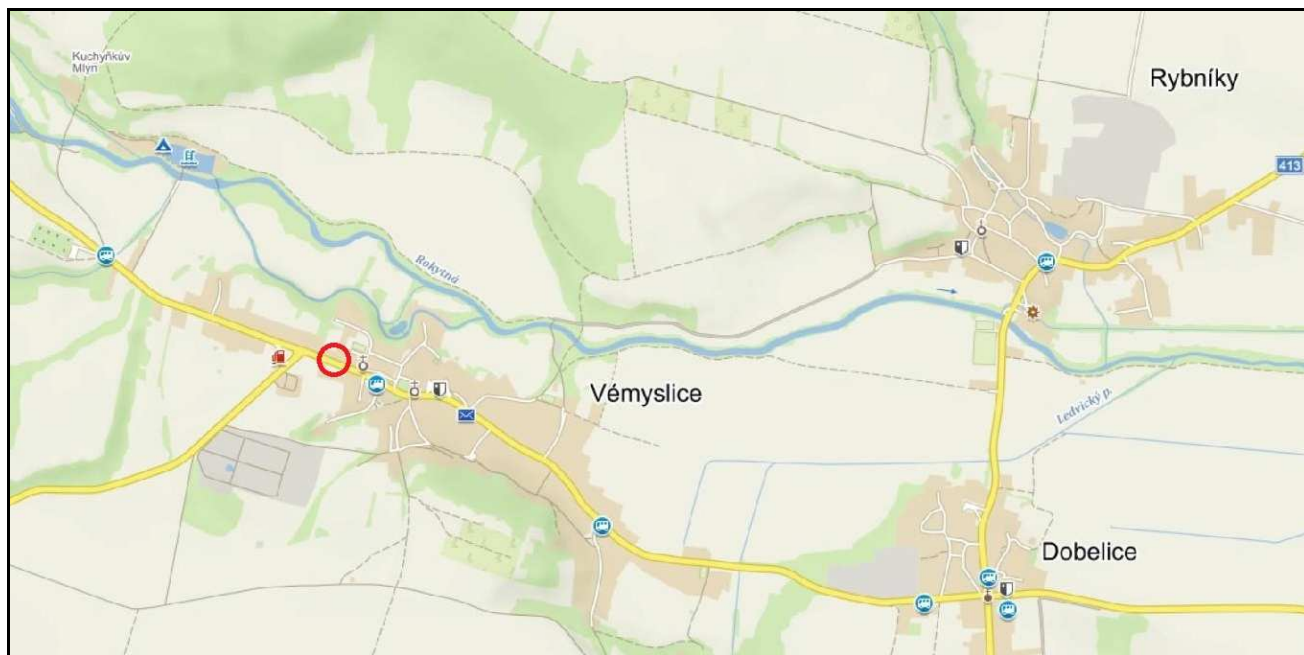 Kuchyňkův
Mlýn
Rybníky
413
Rokytná
Vémyslice
Ledvický p.
Dobelice